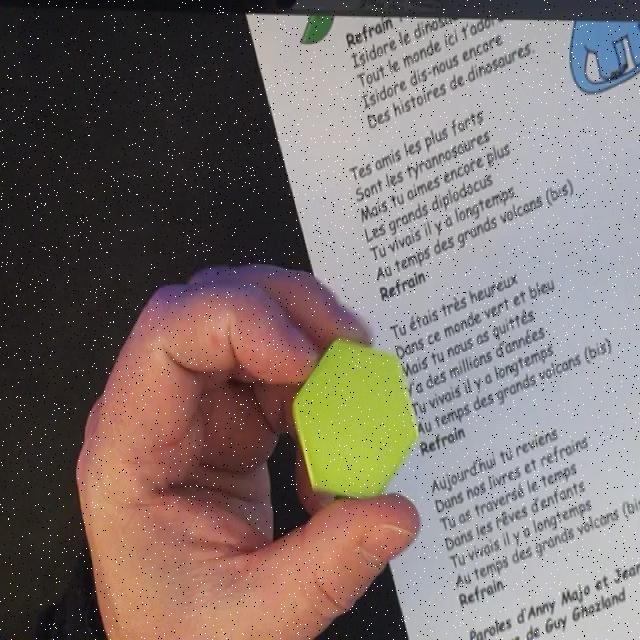 Refrain
Isidore le dinosaure
Tout le monde ici t'adore
Isidore dis-nous encore
Des histoires de dinosaures.
Tes amis les plus forts
Sont les tyrannosaures
Mais tu aimes encore plus
Les grands diplodocus
Tu vivais il y a longtemps
Au temps des grands volcans (bis)
Refrain
Tu étais très heureux
Dans ce monde vert et bleu
Mais tu nous as quittés
a des millions d'années
Tu vivais il y a longtemps
Au temps des grands volcans (bis)
Refrain
Aujourd'hui tu reviens
Dans nos livres et refrains
Tu as traversé le temps
Dans les rêves d'enfants
Tu vivais il y a longtemps
Au temps des grands volcans (bis
Refrain
Paroles d'Anny Majo et Jean
de Guy Ghazland